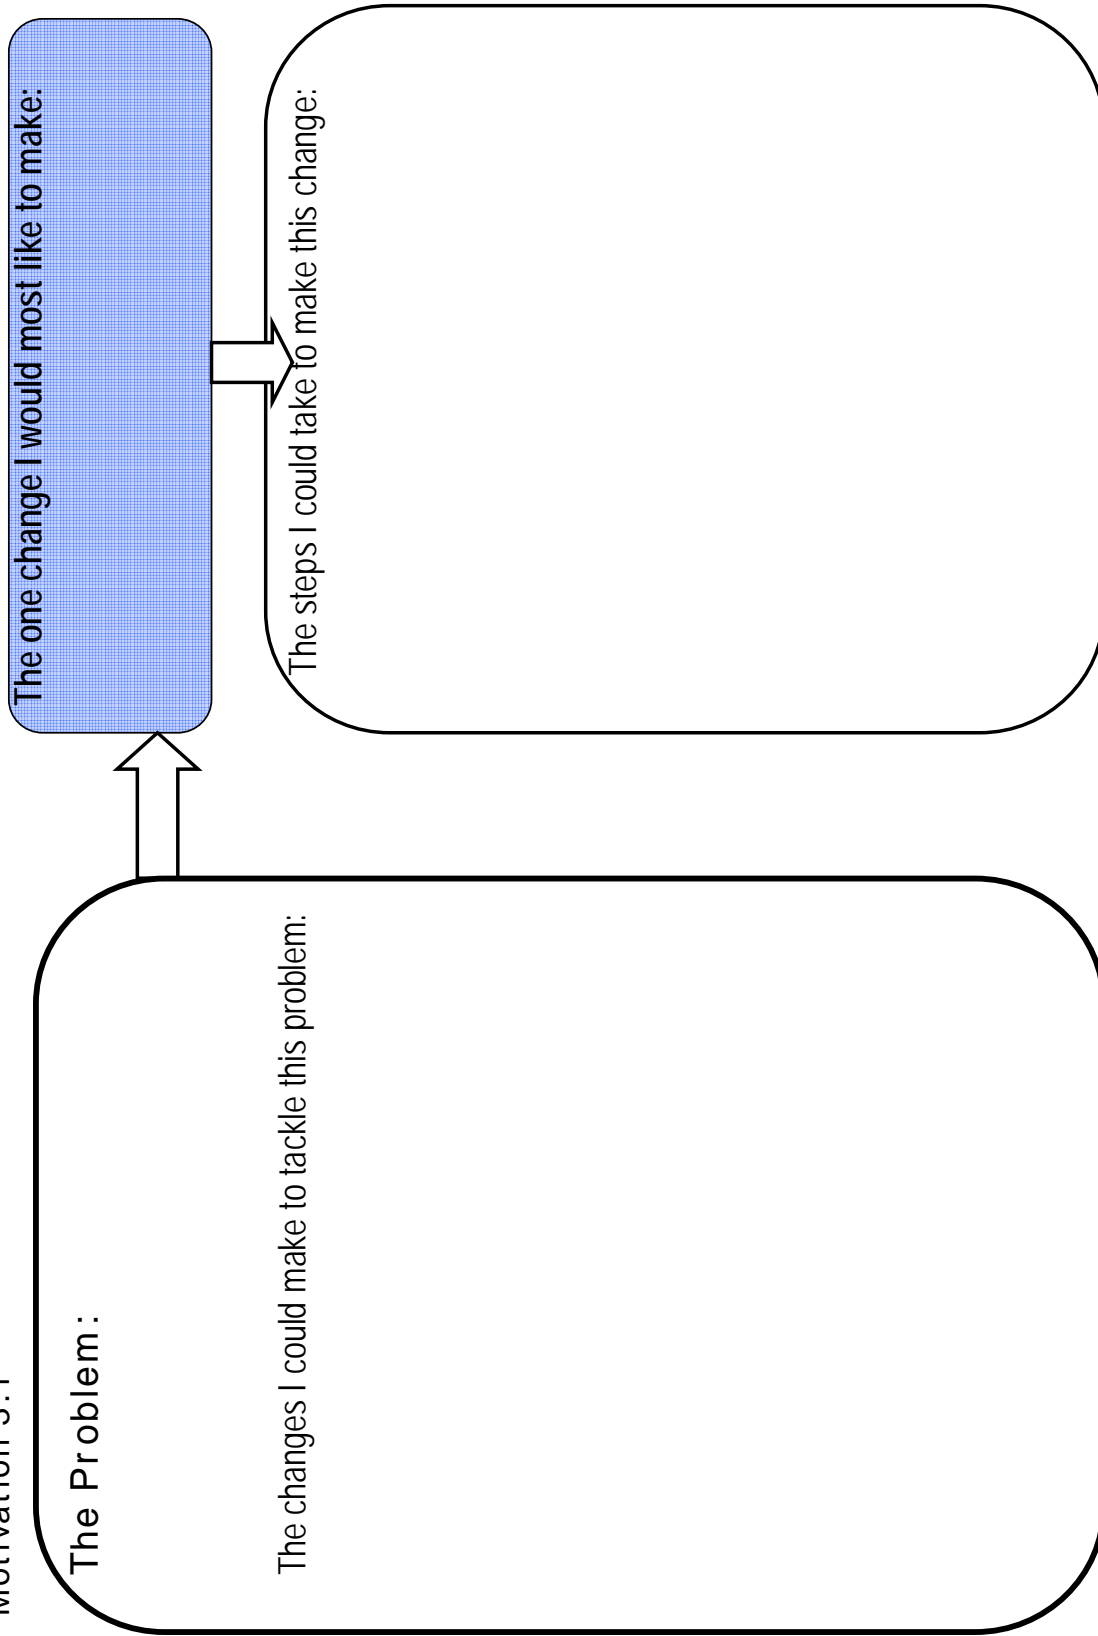 Motivation 3.1
The Problem:
The changes I could make to tackle this problem:
The one change I would most like to make:
The steps I could take to make this change: